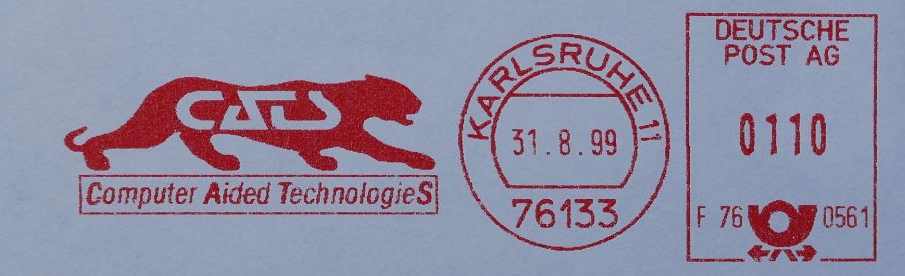 CATS
Computer Aided TechnologieS
KARLSRUHE 11
31.8.99
76133
DEUTSCHE
POST AG
0110
F 76 0561